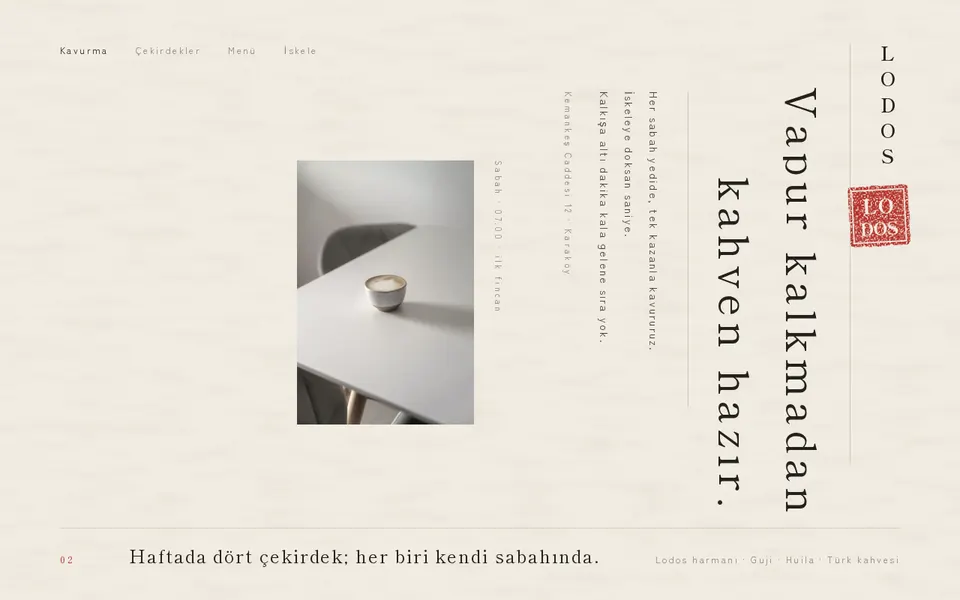 Kavurma
Çekirdekler
Menü
İskele
LODOS
LO
DOS
Vapur kalkmadan
kahven hazır.
Her sabah yedide, tek kazanla kavururuz.
İskeleye doksan saniye.
Kalkışa altı dakika kala gelene sıra yok.
Kemankeş Caddesi 12 · Karaköy
Sabah · 07:00 · ilk fincan
02
Haftada dört çekirdek; her biri kendi sabahında.
Lodos harmanı · Guji · Huila · Türk kahvesi